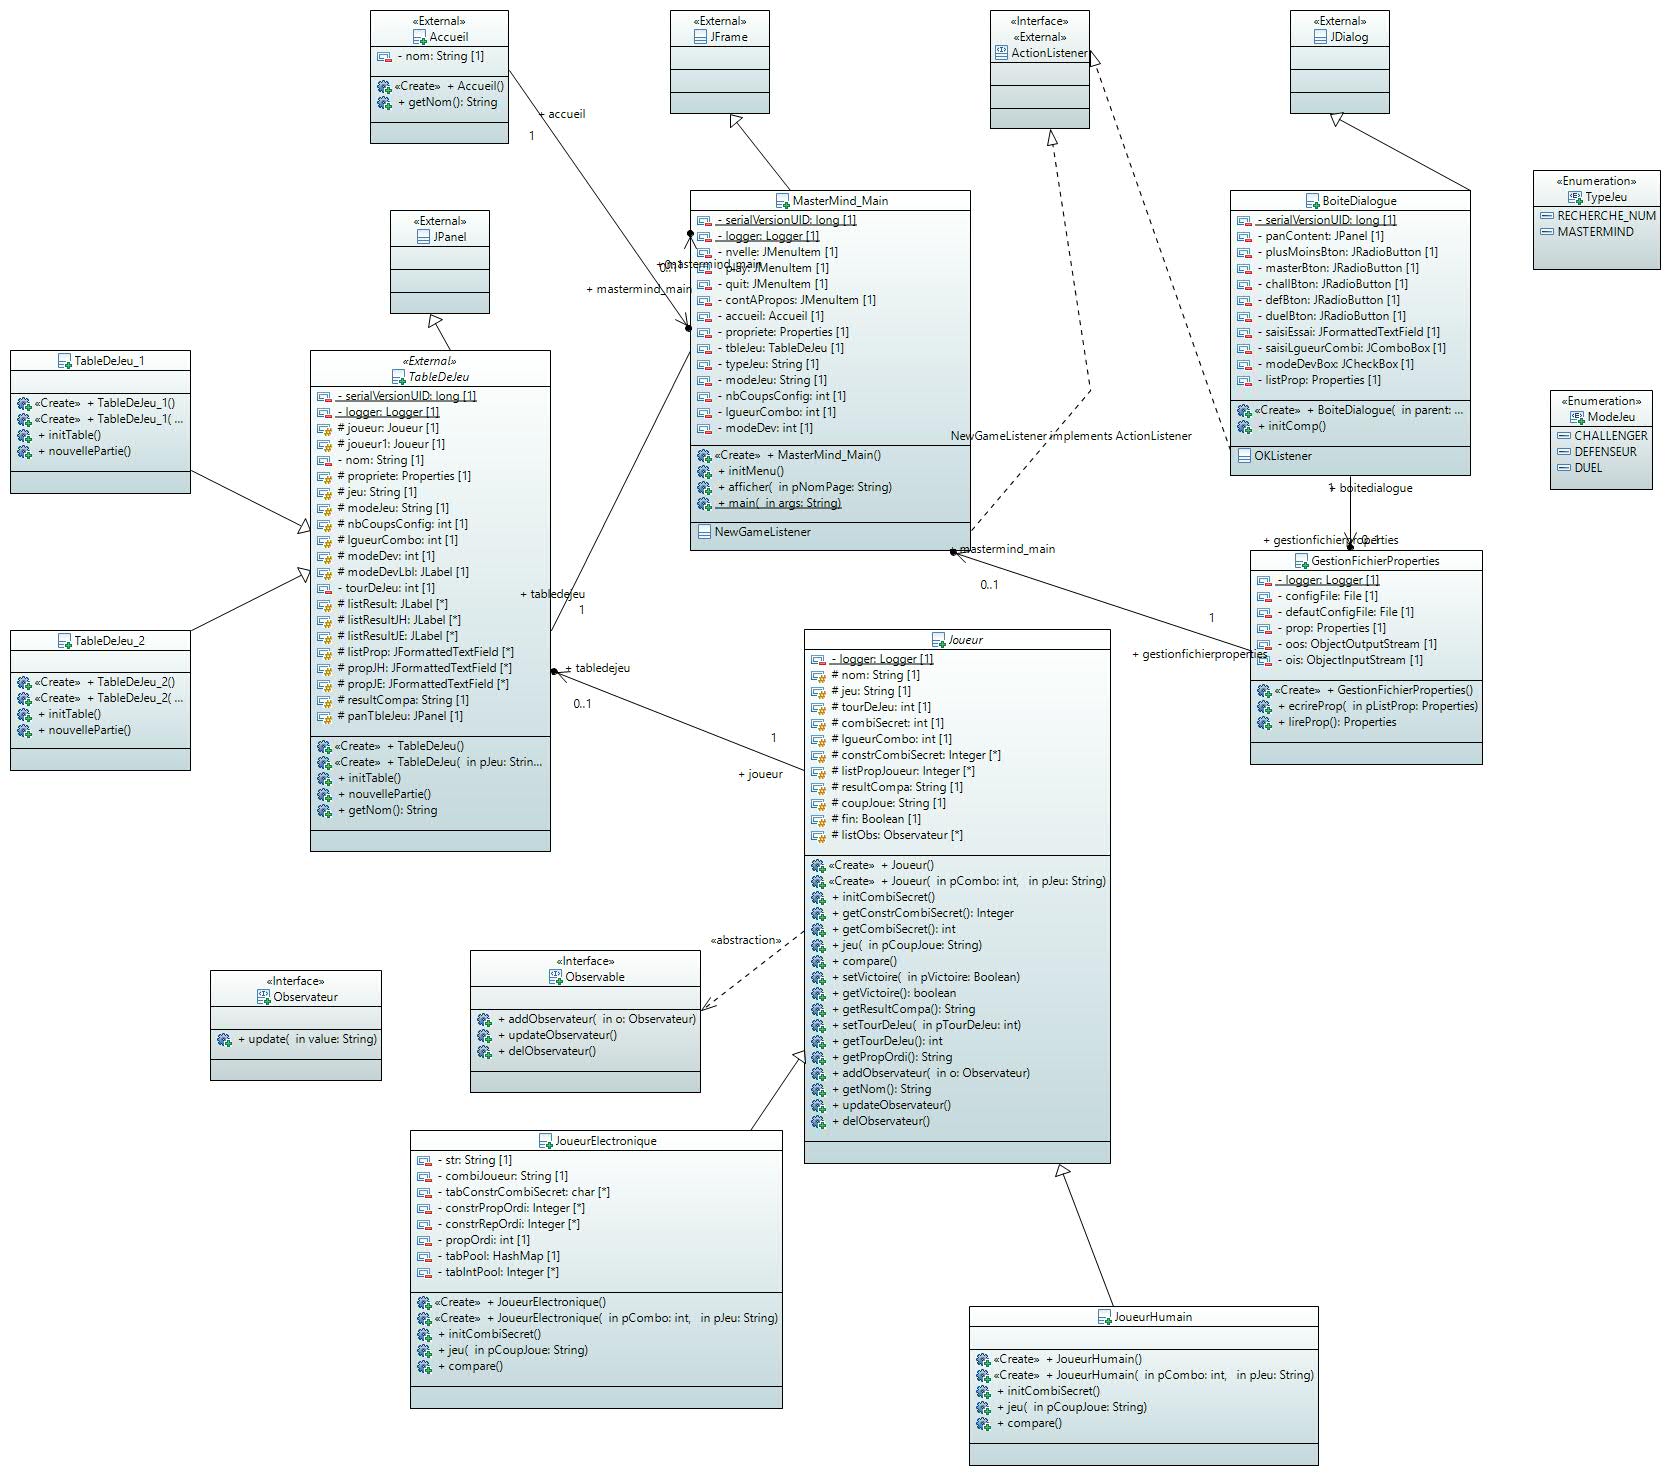 «External»
Accueil
- nom: String [1]
«Create» + Accueil()
+ getNom(): String
«External»
JFrame
«Interface»
«External»
ActionListener
«External»
JDialog
+ accueil
1
«External»
JPanel
MasterMind_Main
- serialVersionUID: long [1]
- logger: Logger [1]
- nvelle: JMenuItem [1]
- play: JMenuItem [1]
- quit: JMenuItem [1]
- contAPropos: JMenuItem [1]
- accueil: Accueil [1]
- propriete: Properties [1]
- tbleJeu: TableDeJeu [1]
- typeJeu: String [1]
- modeJeu: String [1]
- nbCoupsConfig: int [1]
- lgueurCombo: int [1]
- modeDev: int [1]
«Create» + MasterMind_Main()
+ initMenu()
+ afficher( in pNomPage: String)
+ main( in args: String)
NewGameListener
+ mastermind_main
0..1
+ mastermind_main
BoiteDialogue
- serialVersionUID: long [1]
- panContent: JPanel [1]
- plusMoinsBton: JRadioButton [1]
- masterBton: JRadioButton [1]
- challBton: JRadioButton [1]
- defBton: JRadioButton [1]
- duelBton: JRadioButton [1]
- saisiEssai: JFormattedTextField [1]
- saisiLgueurCombi: JComboBox [1]
- modeDevBox: JCheckBox [1]
- listProp: Properties [1]
«Create» + BoiteDialogue( in parent: ...
+ initComp()
OKListener
«Enumeration»
TypeJeu
RECHERCHE_NUM
MASTERMIND
«Enumeration»
ModeJeu
CHALLENGER
DEFENSEUR
DUEL
TableDeJeu_1
«Create» + TableDeJeu_1()
«Create» + TableDeJeu_1( ...
+ initTable()
+ nouvellePartie()
«External»
TableDeJeu
- serialVersionUID: long [1]
- logger: Logger [1]
# joueur: Joueur [1]
# joueur1: Joueur [1]
- nom: String [1]
# propriete: Properties [1]
# jeu: String [1]
# modeJeu: String [1]
# nbCoupsConfig: int [1]
# lgueurCombo: int [1]
# modeDev: int [1]
# modeDevLbl: JLabel [1]
- tourDeJeu: int [1]
# listResult: JLabel [*]
# listResultJH: JLabel [*]
# listResultJE: JLabel [*]
# listProp: JFormattedTextField [*]
# propJH: JFormattedTextField [*]
# propJE: JFormattedTextField [*]
# resultCompa: String [1]
# panTbleJeu: JPanel [1]
«Create» + TableDeJeu()
«Create» + TableDeJeu( in pJeu: Strin...
+ initTable()
+ nouvellePartie()
+ getNom(): String
NewGameListener implements ActionListener
1
+ boitedialogue
+ gestionfichierproperties
0..1
+ mastermind_main
0..1
1
+ gestionfichierproperties
GestionFichierProperties
- logger: Logger [1]
- configFile: File [1]
- defautConfigFile: File [1]
- prop: Properties [1]
- oos: ObjectOutputStream [1]
- ois: ObjectInputStream [1]
«Create» + GestionFichierProperties()
+ ecrireProp( in pListProp: Properties)
+ lireProp(): Properties
+ tabledejeu
1
TableDeJeu_2
«Create» + TableDeJeu_2()
«Create» + TableDeJeu_2( ...
+ initTable()
+ nouvellePartie()
+ tabledejeu
0..1
1
+ joueur
Joueur
- logger: Logger [1]
# nom: String [1]
# jeu: String [1]
# tourDeJeu: int [1]
# combiSecret: int [1]
# lgueurCombo: int [1]
# constrCombiSecret: Integer [*]
# listPropJoueur: Integer [*]
# resultCompa: String [1]
# coupJoue: String [1]
# fin: Boolean [1]
# listObs: Observateur [*]
«Create» + Joueur()
«Create» + Joueur( in pCombo: int, in pJeu: String)
+ initCombiSecret()
+ getConstrCombiSecret(): Integer
+ getCombiSecret(): int
+ jeu( in pCoupJoue: String)
+ compare()
+ setVictoire( in pVictoire: Boolean)
+ getVictoire(): boolean
+ getResultCompa(): String
+ setTourDeJeu( in pTourDeJeu: int)
+ getTourDeJeu(): int
+ getPropOrdi(): String
+ addObservateur( in o: Observateur)
+ getNom(): String
+ updateObservateur()
+ delObservateur()
«abstraction»
«Interface»
Observateur
+ update( in value: String)
«Interface»
Observable
+ addObservateur( in o: Observateur)
+ updateObservateur()
+ delObservateur()
JoueurElectronique
- str: String [1]
- combiJoueur: String [1]
- tabConstrCombiSecret: char [*]
- constrPropOrdi: Integer [*]
- constrRepOrdi: Integer [*]
- propOrdi: int [1]
- tabPool: HashMap [1]
- tabIntPool: Integer [*]
«Create» + JoueurElectronique()
«Create» + JoueurElectronique( in pCombo: int, in pJeu: String)
+ initCombiSecret()
+ jeu( in pCoupJoue: String)
+ compare()
JoueurHumain
«Create» + JoueurHumain()
«Create» + JoueurHumain( in pCombo: int, in pJeu: String)
+ initCombiSecret()
+ jeu( in pCoupJoue: String)
+ compare()